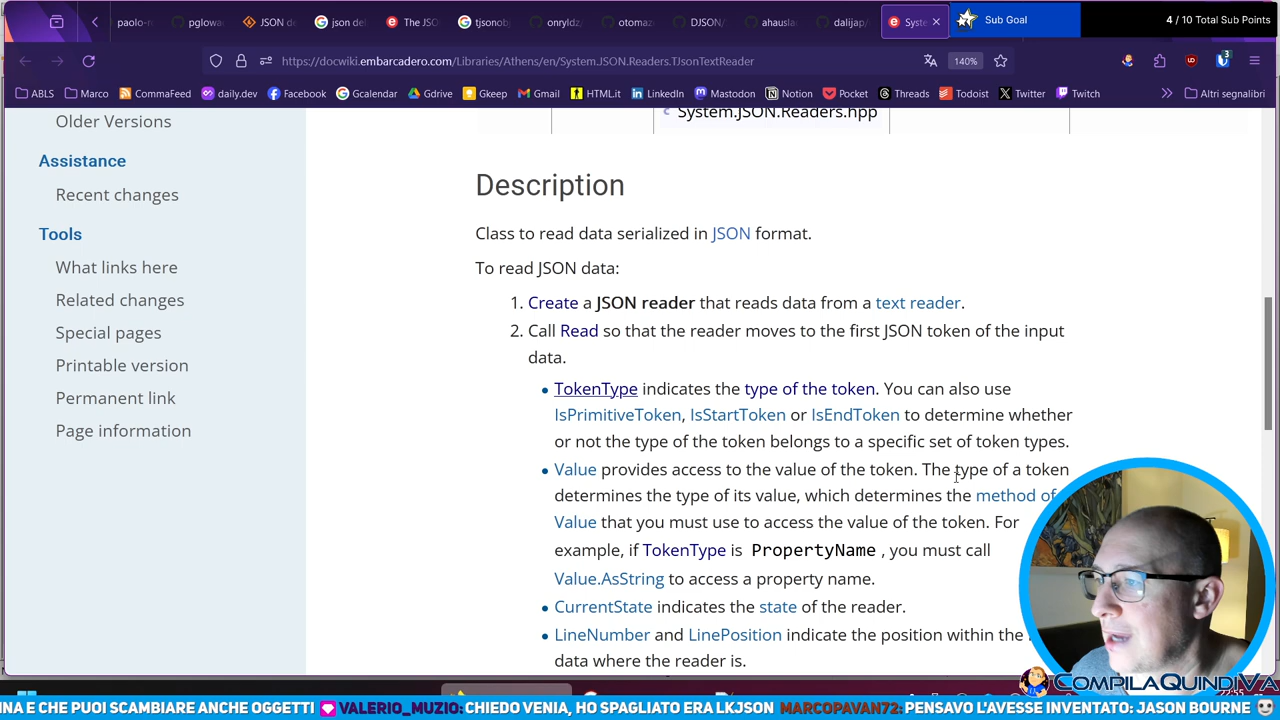 paolo-r
pglowa
JSON de
json del
The JSO
tjsonobj
onryldz/
otomaz
DJSON/
ahauslad
dalijap/
Syste
Sub Goal
4 / 10 Total Sub Points
https://docwiki.embarcadero.com/Libraries/Athens/en/System.JSON.Readers.TJsonTextReader
140%
3
ABLS
Marco
CommaFeed
daily.dev
Facebook
Gcalendar
Gdrive
Gkeep
Gmail
HTML.it
LinkedIn
Mastodon
Notion
Pocket
Threads
Todoist
Twitter
Twitch
Altri segnalibri
Older Versions
Assistance
Recent changes
Tools
What links here
Related changes
Special pages
Printable version
Permanent link
Page information
System.JSON.Readers.hpp
Description
Class to read data serialized in JSON format.
To read JSON data:
1. Create a JSON reader that reads data from a text reader.
2. Call Read so that the reader moves to the first JSON token of the input
data.
• TokenType indicates the type of the token. You can also use
IsPrimitiveToken, IsStartToken or IsEndToken to determine whether
or not the type of the token belongs to a specific set of token types.
• Value provides access to the value of the token. The type of a token
determines the type of its value, which determines the method of
Value that you must use to access the value of the token. For
example, if TokenType is PropertyName , you must call
Value.AsString to access a property name.
• CurrentState indicates the state of the reader.
• LineNumber and LinePosition indicate the position within the
data where the reader is.
COMPILAQUINDIVA
INA E CHE PUOI SCAMBIARE ANCHE OGGETTI VALERIO_MUZIO: CHIEDO VENIA, HO SPAGLIATO ERA LKJSON MARCOPAVAN72: PENSAVO L'AVESSE INVENTATO: JASON BOURNE